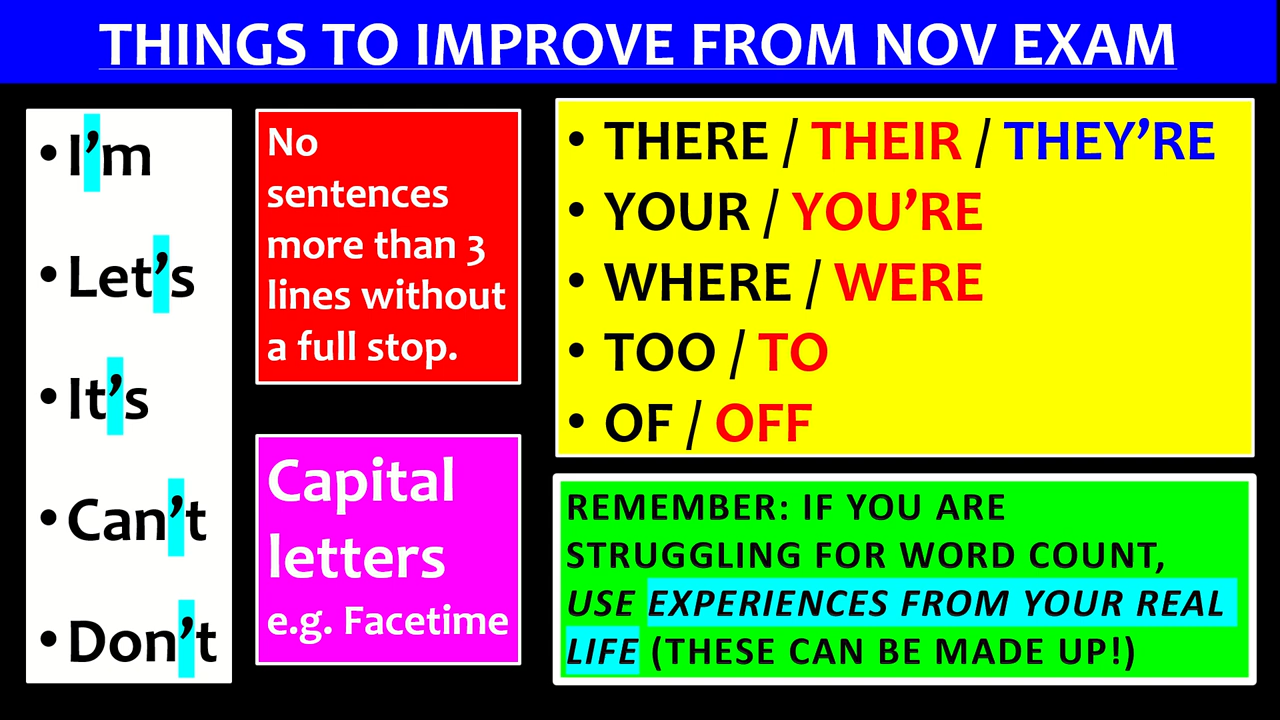 THINGS TO IMPROVE FROM NOV EXAM
• I’m
• Let’s
• It’s
• Can’t
• Don’t
No
sentences
more than 3
lines without
a full stop.
Capital
letters
e.g. Facetime
• THERE / THEIR / THEY’RE
• YOUR / YOU’RE
• WHERE / WERE
• TOO / TO
• OF / OFF
REMEMBER: IF YOU ARE
STRUGGLING FOR WORD COUNT,
USE EXPERIENCES FROM YOUR REAL
LIFE (THESE CAN BE MADE UP!)